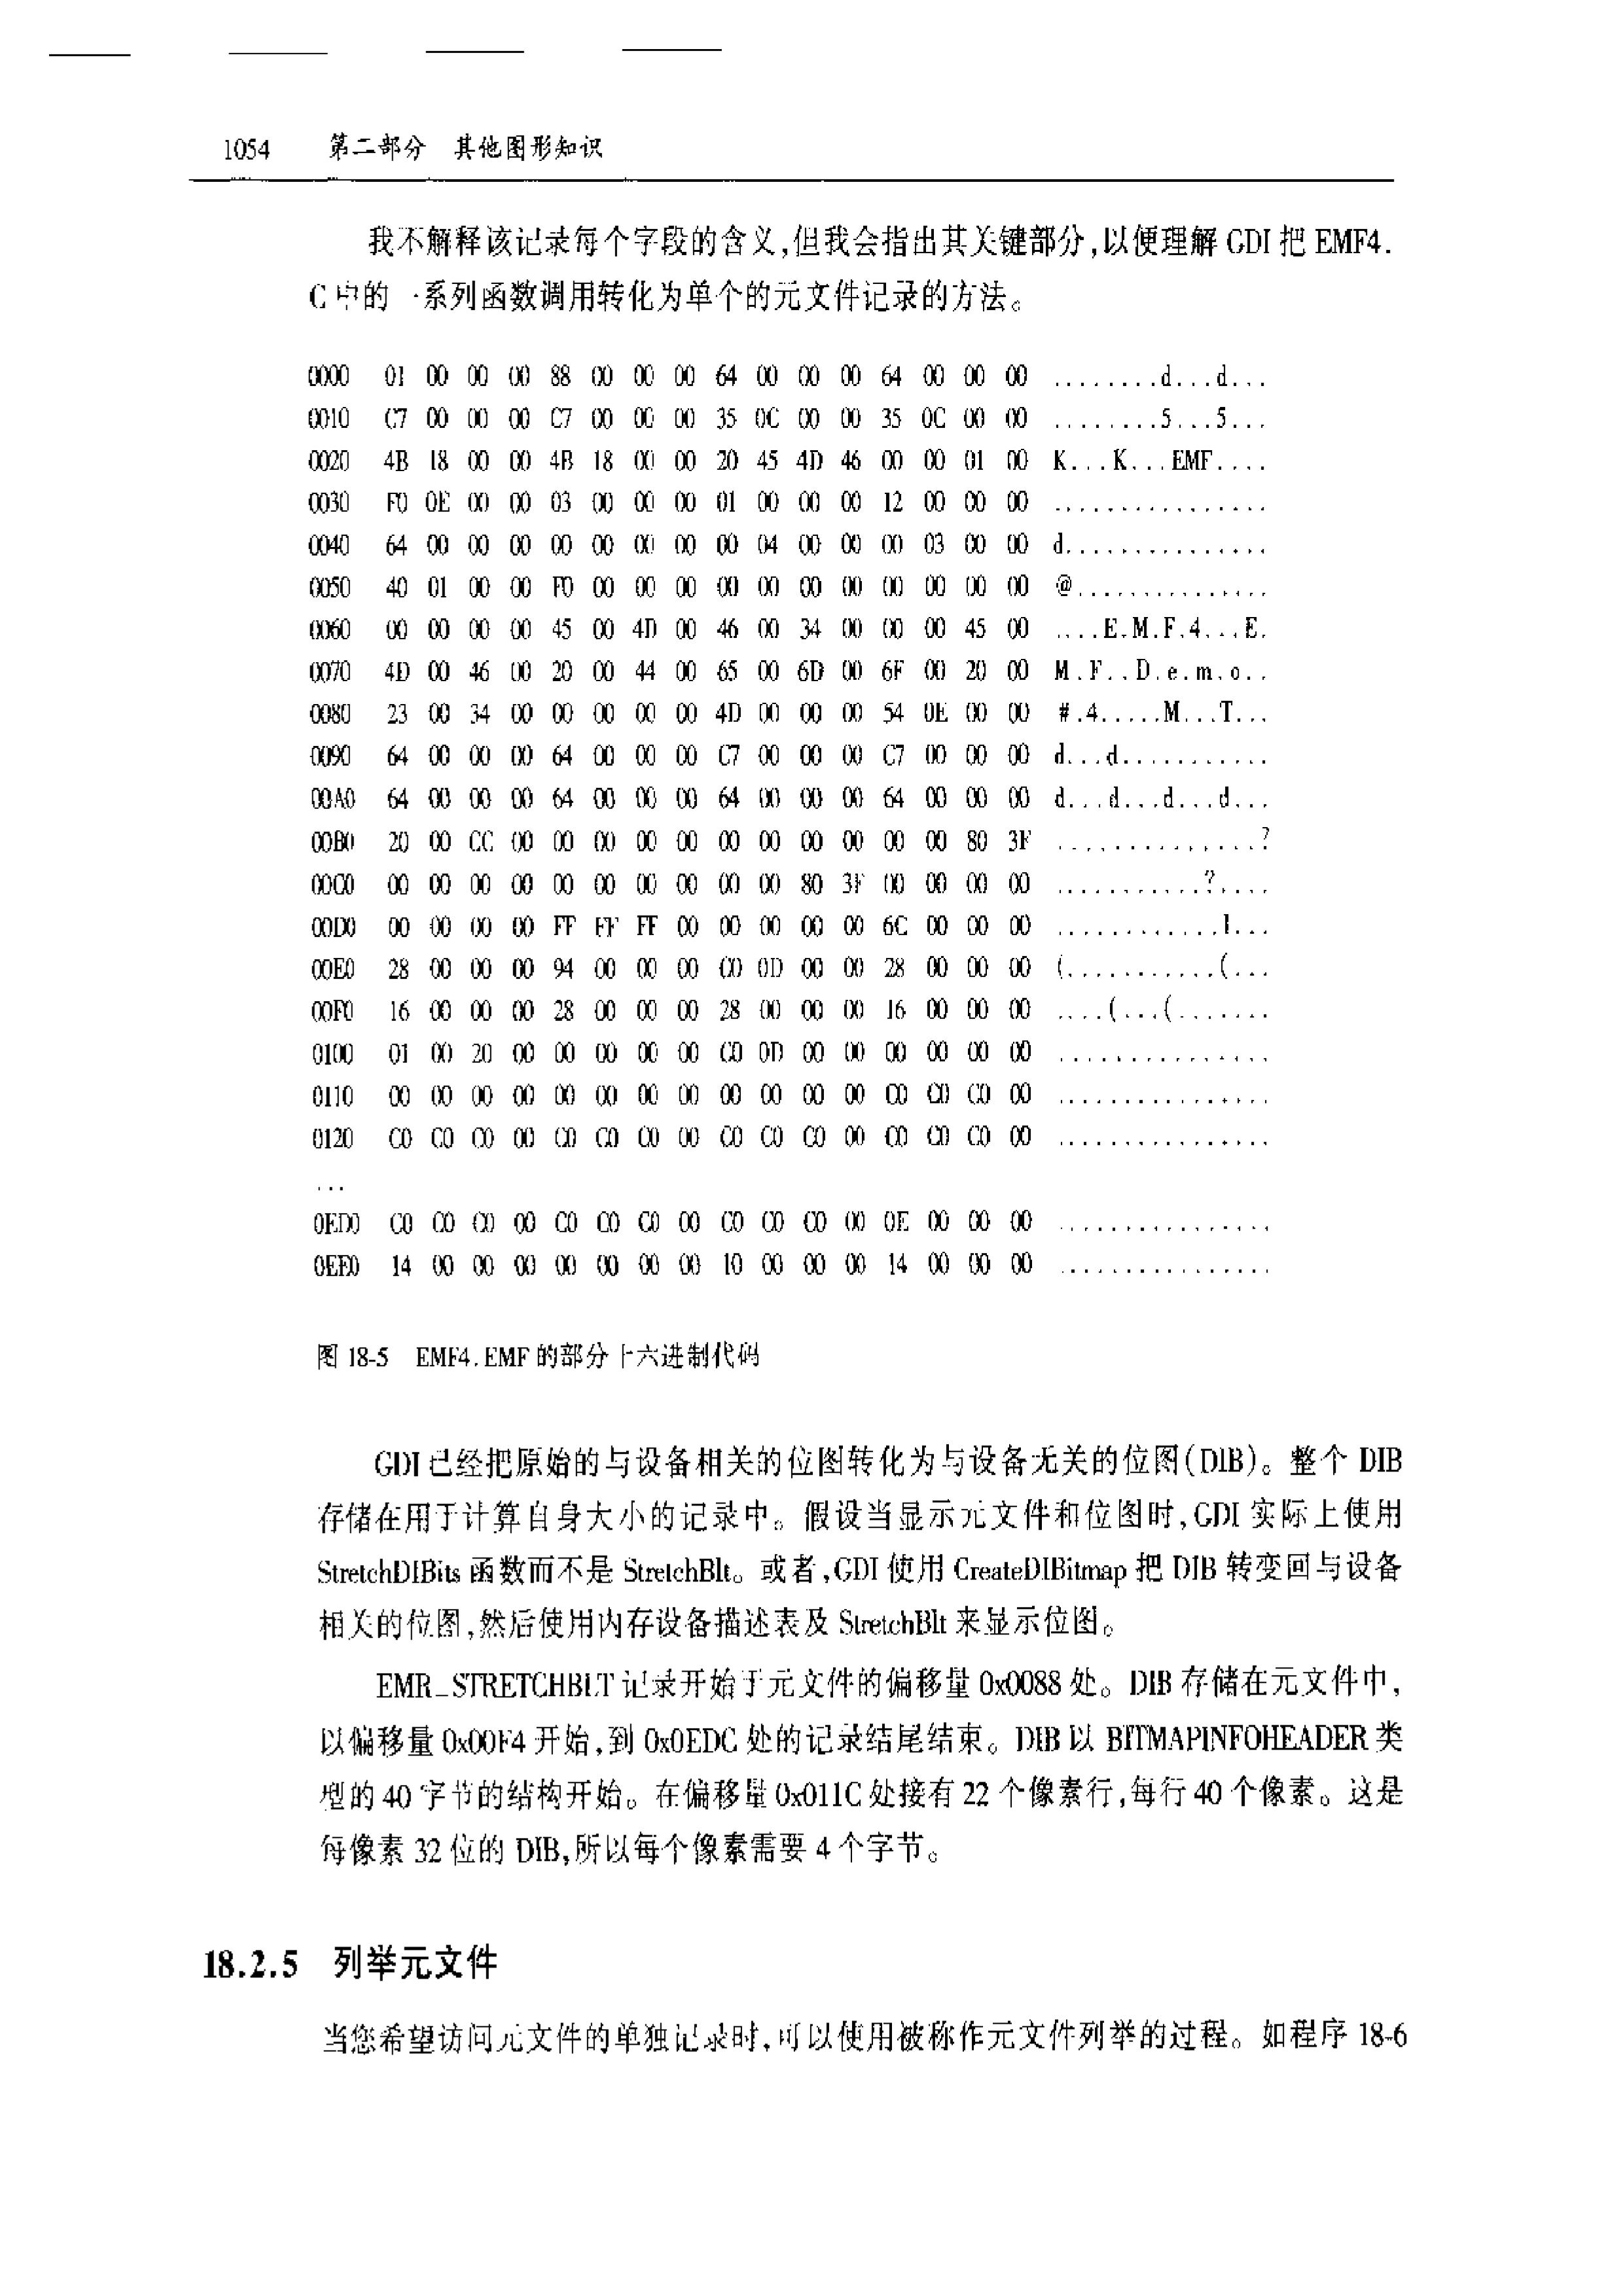 1054 第二部分 其他图形知识
我不解释该记录每个字段的含义,但我会指出其关键部分,以便理解 GDI 把 EMF4.
C 中的一系列函数调用转化为单个的元文件记录的方法。
0000 01 00 00 00 88 00 00 00 64 00 00 00 64 00 00 00 ........d...d...
0010 C7 00 00 00 C7 00 00 00 35 0C 00 00 35 0C 00 00 ........5...5...
0020 4B 18 00 00 4B 18 00 00 20 45 4D 46 00 00 01 00 K...K...EMF....
0030 F0 0E 00 00 03 00 00 00 01 00 00 00 12 00 00 00 ................
0040 64 00 00 00 00 00 00 00 00 04 00 00 00 03 00 00 d...............
0050 40 01 00 00 F0 00 00 00 00 00 00 00 00 00 00 00 @...............
0060 00 00 00 00 45 00 4D 00 46 00 34 00 00 00 45 00 ....E.M.F.4...E.
0070 4D 00 46 00 20 00 44 00 65 00 6D 00 6F 00 20 00 M.F..D.e.m.o..
0080 23 00 34 00 00 00 00 00 4D 00 00 00 54 0E 00 00 #.4.....M...T...
0090 64 00 00 00 64 00 00 00 C7 00 00 00 C7 00 00 00 d...d...........
00A0 64 00 00 00 64 00 00 00 64 00 00 00 64 00 00 00 d...d...d...d...
00B0 20 00 CC 00 00 00 00 00 00 00 00 00 00 00 80 3F ...............?
00C0 00 00 00 00 00 00 00 00 00 00 80 3F 00 00 00 00 ...........?....
00D0 00 00 00 00 FF FF FF 00 00 00 00 00 6C 00 00 00 ............l...
00E0 28 00 00 00 94 00 00 00 C0 0D 00 00 28 00 00 00 (...........(...
00F0 16 00 00 00 28 00 00 00 28 00 00 00 16 00 00 00 ....(...(.......
0100 01 00 20 00 00 00 00 00 C0 0D 00 00 00 00 00 00 ................
0110 00 00 00 00 00 00 00 00 00 00 00 00 C0 C0 C0 00 ................
0120 C0 C0 C0 00 C0 C0 C0 00 C0 C0 C0 00 C0 C0 C0 00 ................
...
0ED0 C0 C0 C0 00 C0 C0 C0 00 C0 C0 C0 00 0E 00 00 00 ................
0EE0 14 00 00 00 00 00 00 00 10 00 00 00 14 00 00 00 ................
图 18-5 EMF4.EMF 的部分十六进制代码
GDI 已经把原始的与设备相关的位图转化为与设备无关的位图(DIB)。整个 DIB
存储在用于计算自身大小的记录中。假设当显示元文件和位图时,GDI 实际上使用
StretchDIBits 函数而不是 StretchBlt。或者,GDI 使用 CreateDIBitmap 把 DIB 转变回与设备
相关的位图,然后使用内存设备描述表及 StretchBlt 来显示位图。
EMR_STRETCHBLT 记录开始于元文件的偏移量 0x0088 处。DIB 存储在元文件中,
以偏移量 0x00F4 开始,到 0x0EDC 处的记录结尾结束。DIB 以 BITMAPINFOHEADER 类
型的 40 字节的结构开始。在偏移量 0x011C 处接有 22 个像素行,每行 40 个像素。这是
每像素 32 位的 DIB,所以每个像素需要 4 个字节。
18.2.5 列举元文件
当您希望访问元文件的单独记录时,可以使用被称作元文件列举的过程。如程序 18-6